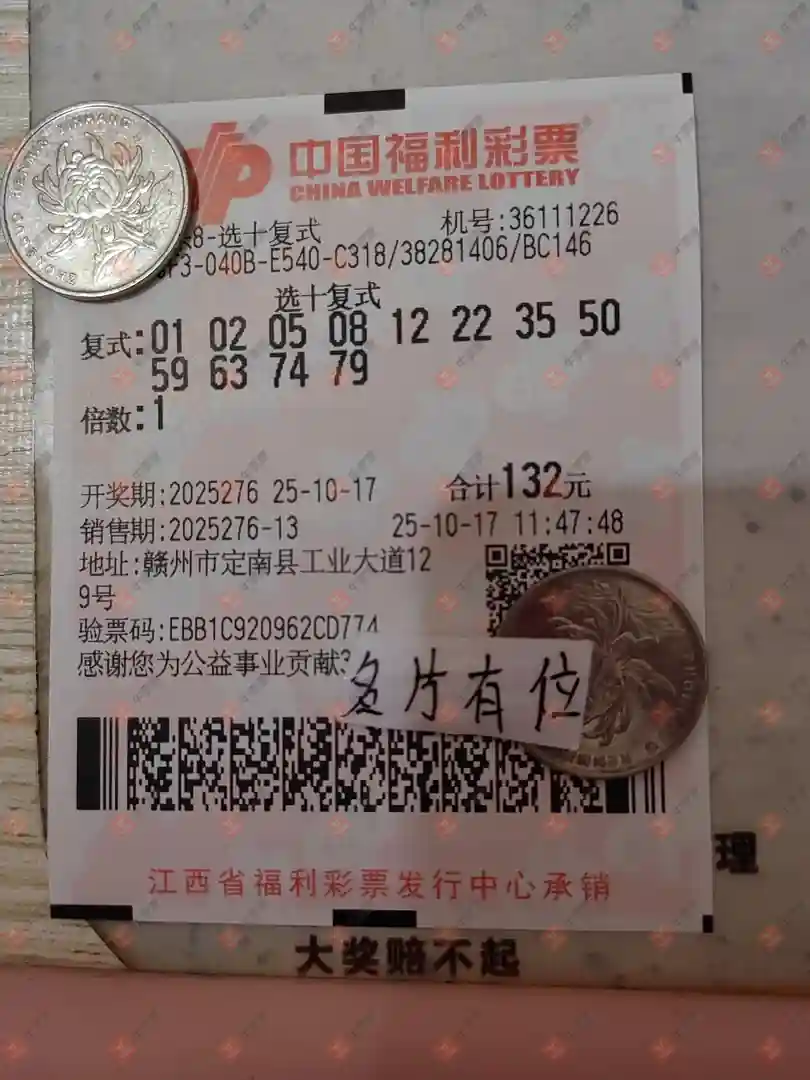 中国福利彩票
CHINA WELFARE LOTTERY
8-选十复式 机号:36111226
F3-040B-E540-C318/38281406/BC146
选十复式
复式:01 02 05 08 12 22 35 50
59 63 74 79
倍数:1
开奖期:2025276 25-10-17 合计132元
销售期:2025276-13 25-10-17 11:47:48
地址:赣州市定南县工业大道12
9号
验票码:EBB1C920962CD774
感谢您为公益事业贡献
多片有位
江西省福利彩票发行中心承销
理
大奖赔不起